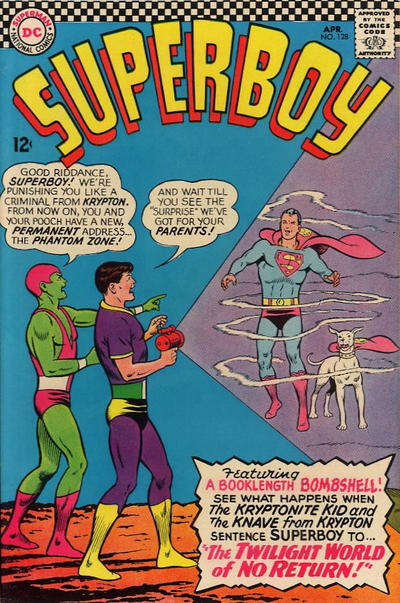 SUPERMAN
DC
NATIONAL COMICS
APR.
NO. 128
APPROVED
BY THE
COMICS
CODE
AUTHORITY
SUPERBOY
12¢
GOOD RIDDANCE,
SUPERBOY! WE'RE
PUNISHING YOU LIKE A
CRIMINAL FROM KRYPTON.
FROM NOW ON, YOU AND
YOUR POOCH HAVE A NEW,
PERMANENT ADDRESS...
THE PHANTOM ZONE!
AND WAIT TILL
YOU SEE THE
"SURPRISE" WE'VE
GOT FOR YOUR
PARENTS!
Featuring
A BOOKLENGTH BOMBSHELL!
SEE WHAT HAPPENS WHEN
The KRYPTONITE KID and
The KNAVE from KRYPTON
SENTENCE SUPERBOY TO...
"The TWILIGHT WORLD
OF NO RETURN!"